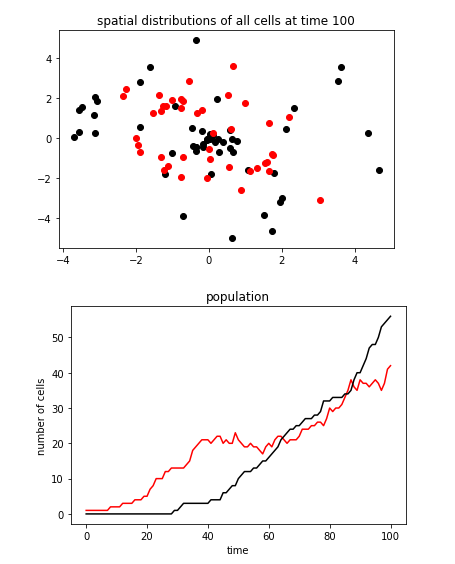 spatial distributions of all cells at time 100
4
2
0
−2
−4
−4 −2 0 2 4
population
50
40
30
20
10
0
number of cells
0 20 40 60 80 100
time